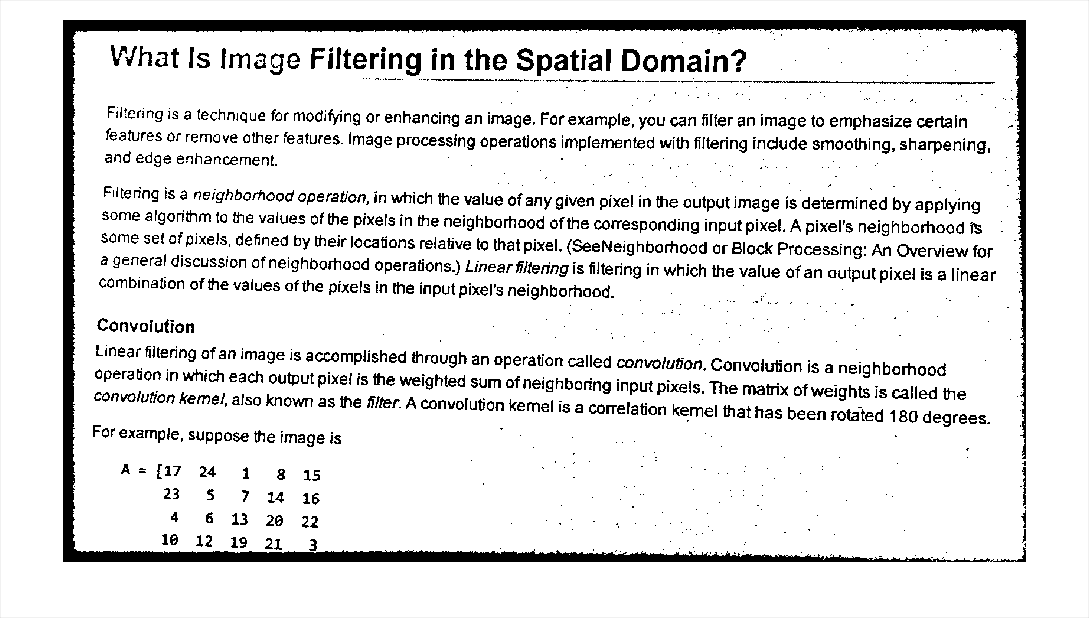 What Is Image Filtering in the Spatial Domain?
Filtering is a technique for modifying or enhancing an image. For example, you can filter an image to emphasize certain
features or remove other features. Image processing operations implemented with filtering include smoothing, sharpening,
and edge enhancement.
Filtering is a neighborhood operation, in which the value of any given pixel in the output image is determined by applying
some algorithm to the values of the pixels in the neighborhood of the corresponding input pixel. A pixel's neighborhood is
some set of pixels, defined by their locations relative to that pixel. (SeeNeighborhood or Block Processing: An Overview for
a general discussion of neighborhood operations.) Linear filtering is filtering in which the value of an output pixel is a linear
combination of the values of the pixels in the input pixel's neighborhood.
Convolution
Linear filtering of an image is accomplished through an operation called convolution. Convolution is a neighborhood
operation in which each output pixel is the weighted sum of neighboring input pixels. The matrix of weights is called the
convolution kernel, also known as the filter. A convolution kernel is a correlation kernel that has been rotated 180 degrees.
For example, suppose the image is
A = [17 24 1 8 15
23 5 7 14 16
4 6 13 20 22
10 12 19 21 3